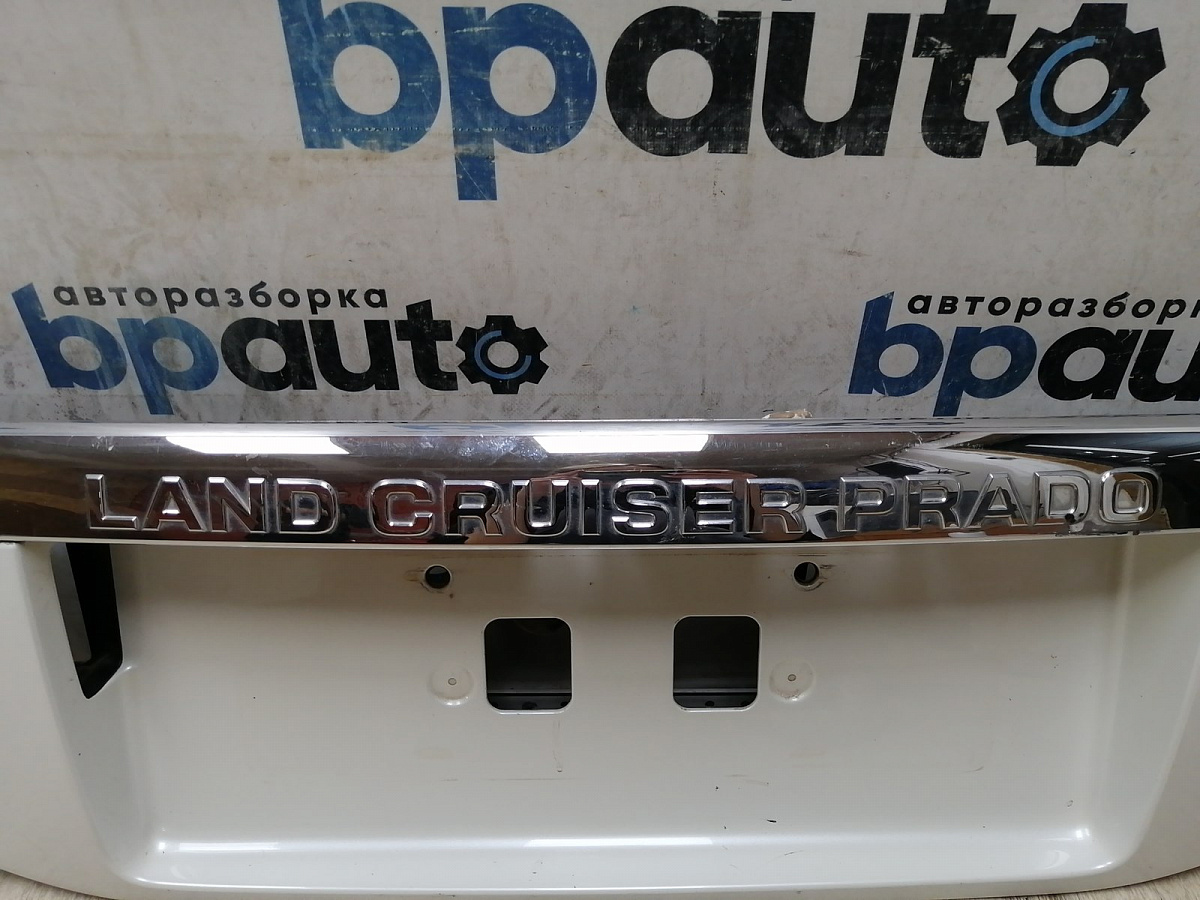 bpauto
авторазборка
bpauto
авторазборк
bpau
LAND CRUISER PRADO